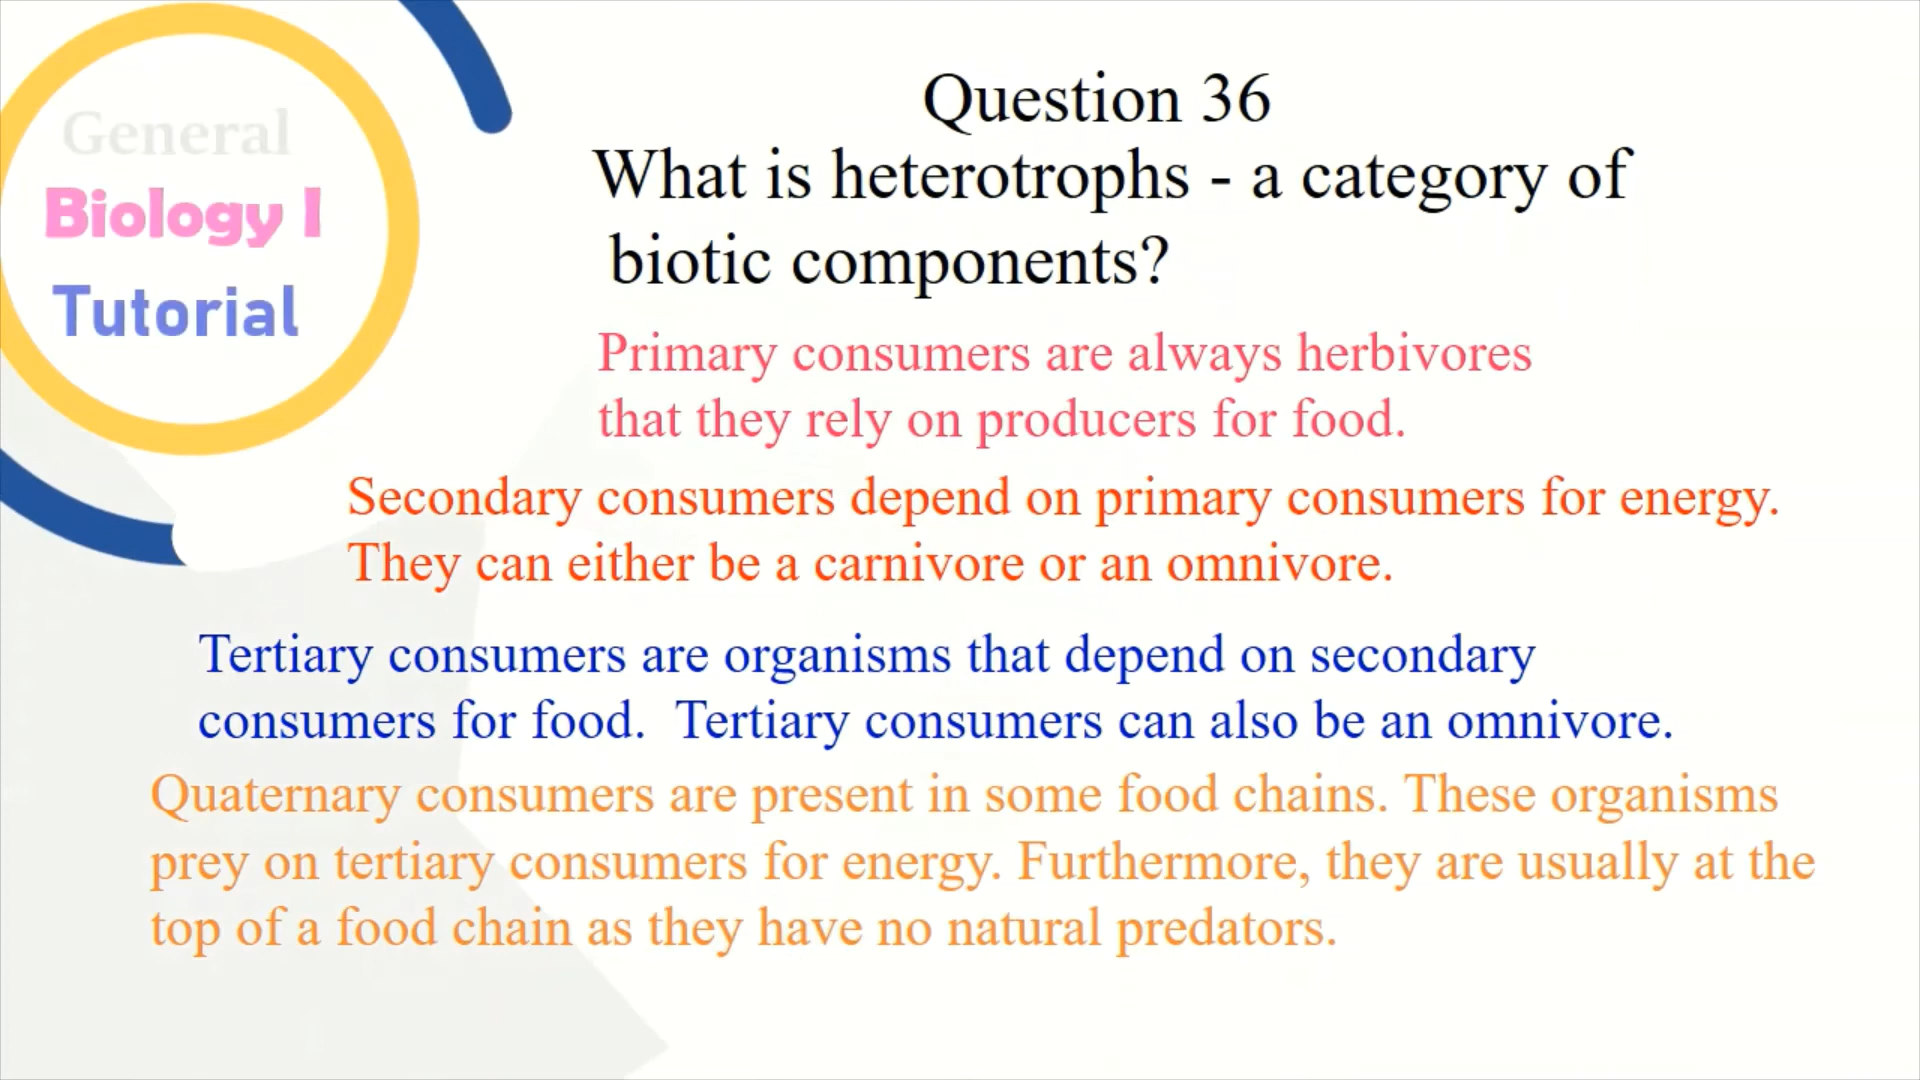 General
Biology I
Tutorial
Question 36
What is heterotrophs - a category of
biotic components?
Primary consumers are always herbivores
that they rely on producers for food.
Secondary consumers depend on primary consumers for energy.
They can either be a carnivore or an omnivore.
Tertiary consumers are organisms that depend on secondary
consumers for food.  Tertiary consumers can also be an omnivore.
Quaternary consumers are present in some food chains. These organisms
prey on tertiary consumers for energy. Furthermore, they are usually at the
top of a food chain as they have no natural predators.